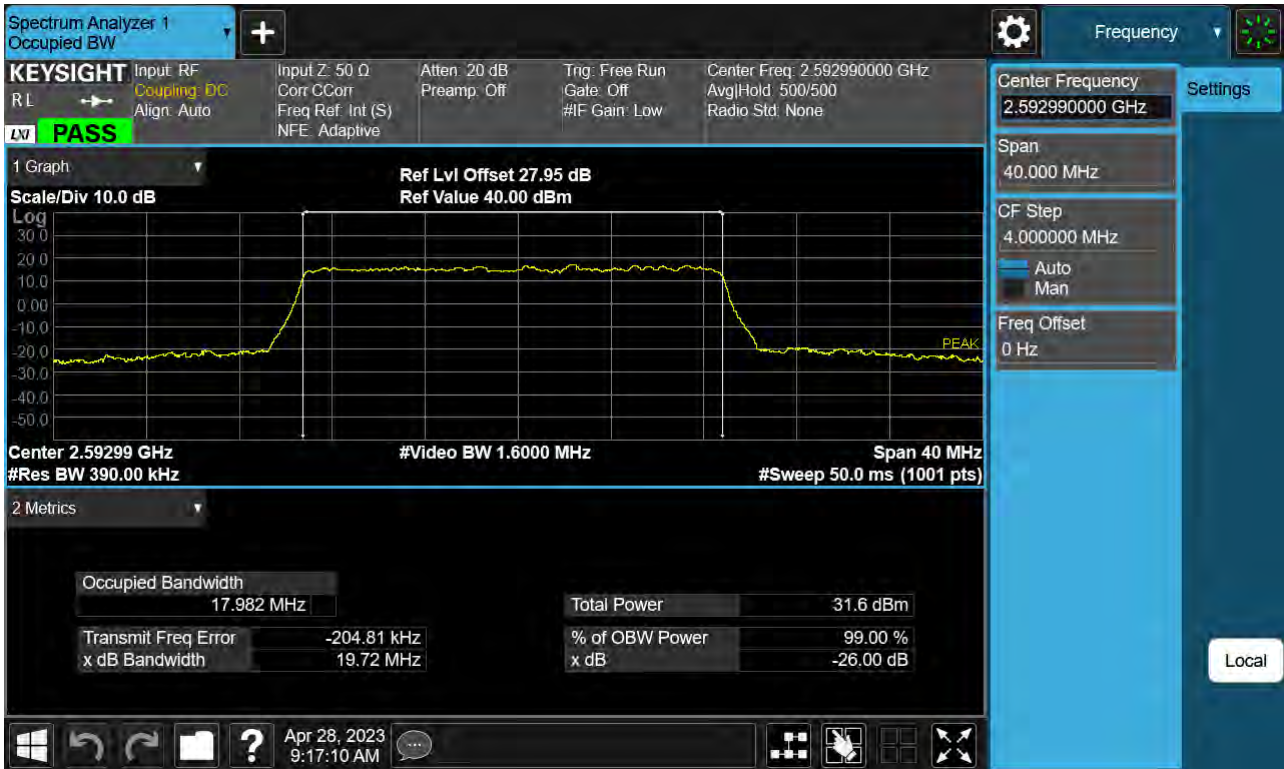 Spectrum Analyzer 1
Occupied BW
+
Frequency
KEYSIGHT
R L
LXI
PASS
Input: RF
Coupling: DC
Align: Auto
Input Z: 50 Ω
Corr CCorr
Freq Ref: Int (S)
NFE: Adaptive
Atten: 20 dB
Preamp: Off
Trig: Free Run
Gate: Off
#IF Gain: Low
Center Freq: 2.592990000 GHz
Avg|Hold: 500/500
Radio Std: None
Center Frequency
2.592990000 GHz
Settings
Span
40.000 MHz
CF Step
4.000000 MHz
Auto
Man
Freq Offset
0 Hz
1 Graph
Scale/Div 10.0 dB
Ref Lvl Offset 27.95 dB
Ref Value 40.00 dBm
Log
30.0
20.0
10.0
0.00
-10.0
-20.0
-30.0
-40.0
-50.0
PEAK
Center 2.59299 GHz
#Video BW 1.6000 MHz
Span 40 MHz
#Res BW 390.00 kHz
#Sweep 50.0 ms (1001 pts)
2 Metrics
Occupied Bandwidth
17.982 MHz
Total Power 31.6 dBm
Transmit Freq Error -204.81 kHz
% of OBW Power 99.00 %
x dB Bandwidth 19.72 MHz
x dB -26.00 dB
Local
?
Apr 28, 2023
9:17:10 AM